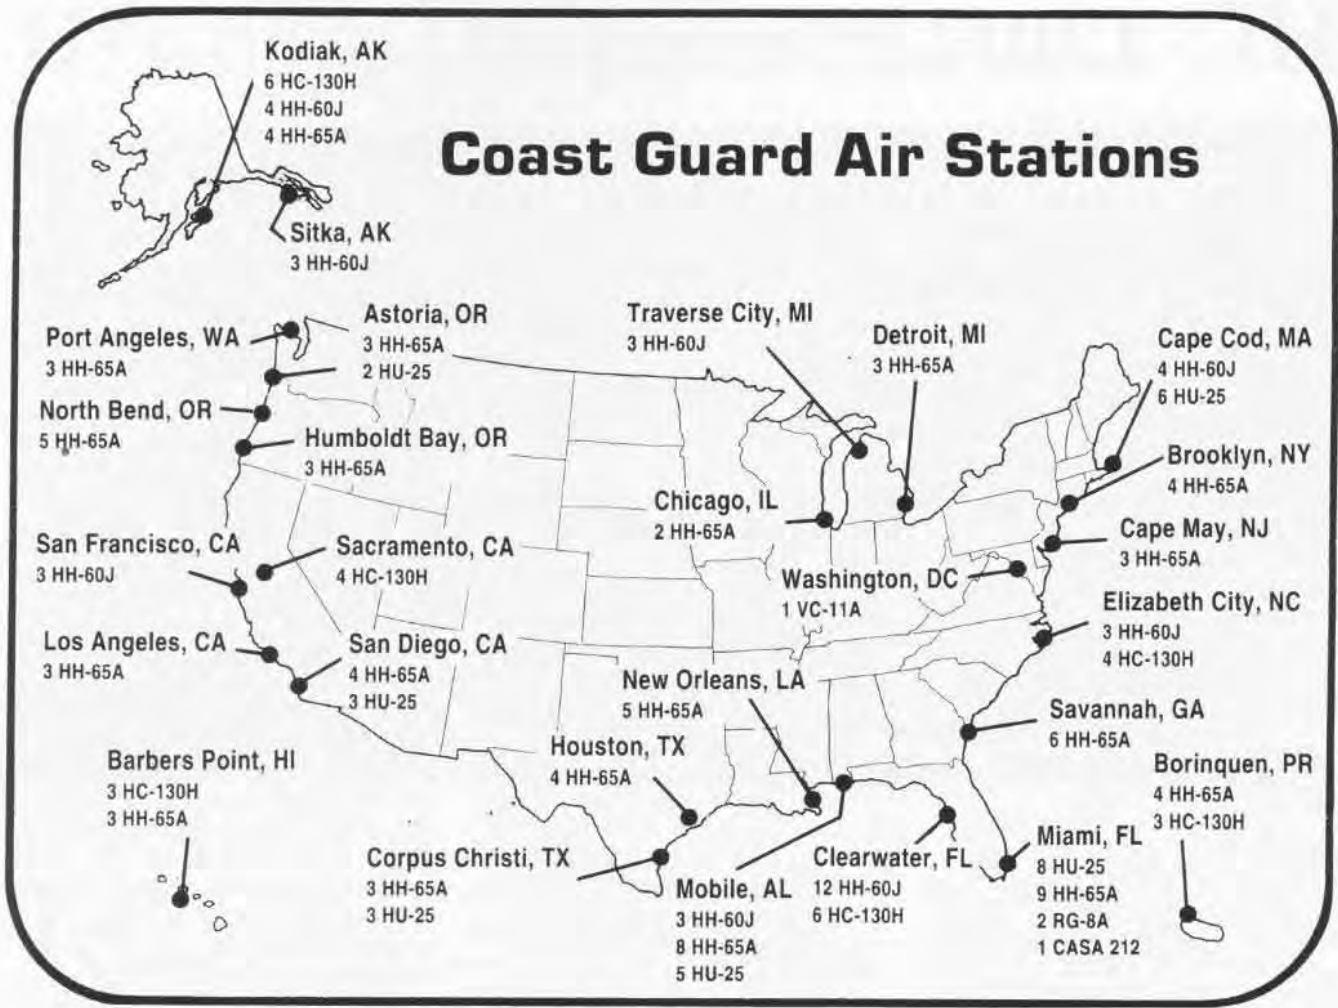 Coast Guard Air Stations
Kodiak, AK
6 HC-130H
4 HH-60J
4 HH-65A
Sitka, AK
3 HH-60J
Port Angeles, WA
3 HH-65A
Astoria, OR
3 HH-65A
2 HU-25
North Bend, OR
5 HH-65A
Humboldt Bay, OR
3 HH-65A
Traverse City, MI
3 HH-60J
Detroit, MI
3 HH-65A
Cape Cod, MA
4 HH-60J
6 HU-25
Brooklyn, NY
4 HH-65A
Chicago, IL
2 HH-65A
Cape May, NJ
3 HH-65A
San Francisco, CA
3 HH-60J
Sacramento, CA
4 HC-130H
Washington, DC
1 VC-11A
Elizabeth City, NC
3 HH-60J
4 HC-130H
Los Angeles, CA
3 HH-65A
San Diego, CA
4 HH-65A
3 HU-25
New Orleans, LA
5 HH-65A
Savannah, GA
6 HH-65A
Houston, TX
4 HH-65A
Barbers Point, HI
3 HC-130H
3 HH-65A
Borinquen, PR
4 HH-65A
3 HC-130H
Corpus Christi, TX
3 HH-65A
3 HU-25
Mobile, AL
3 HH-60J
8 HH-65A
5 HU-25
Clearwater, FL
12 HH-60J
6 HC-130H
Miami, FL
8 HU-25
9 HH-65A
2 RG-8A
1 CASA 212